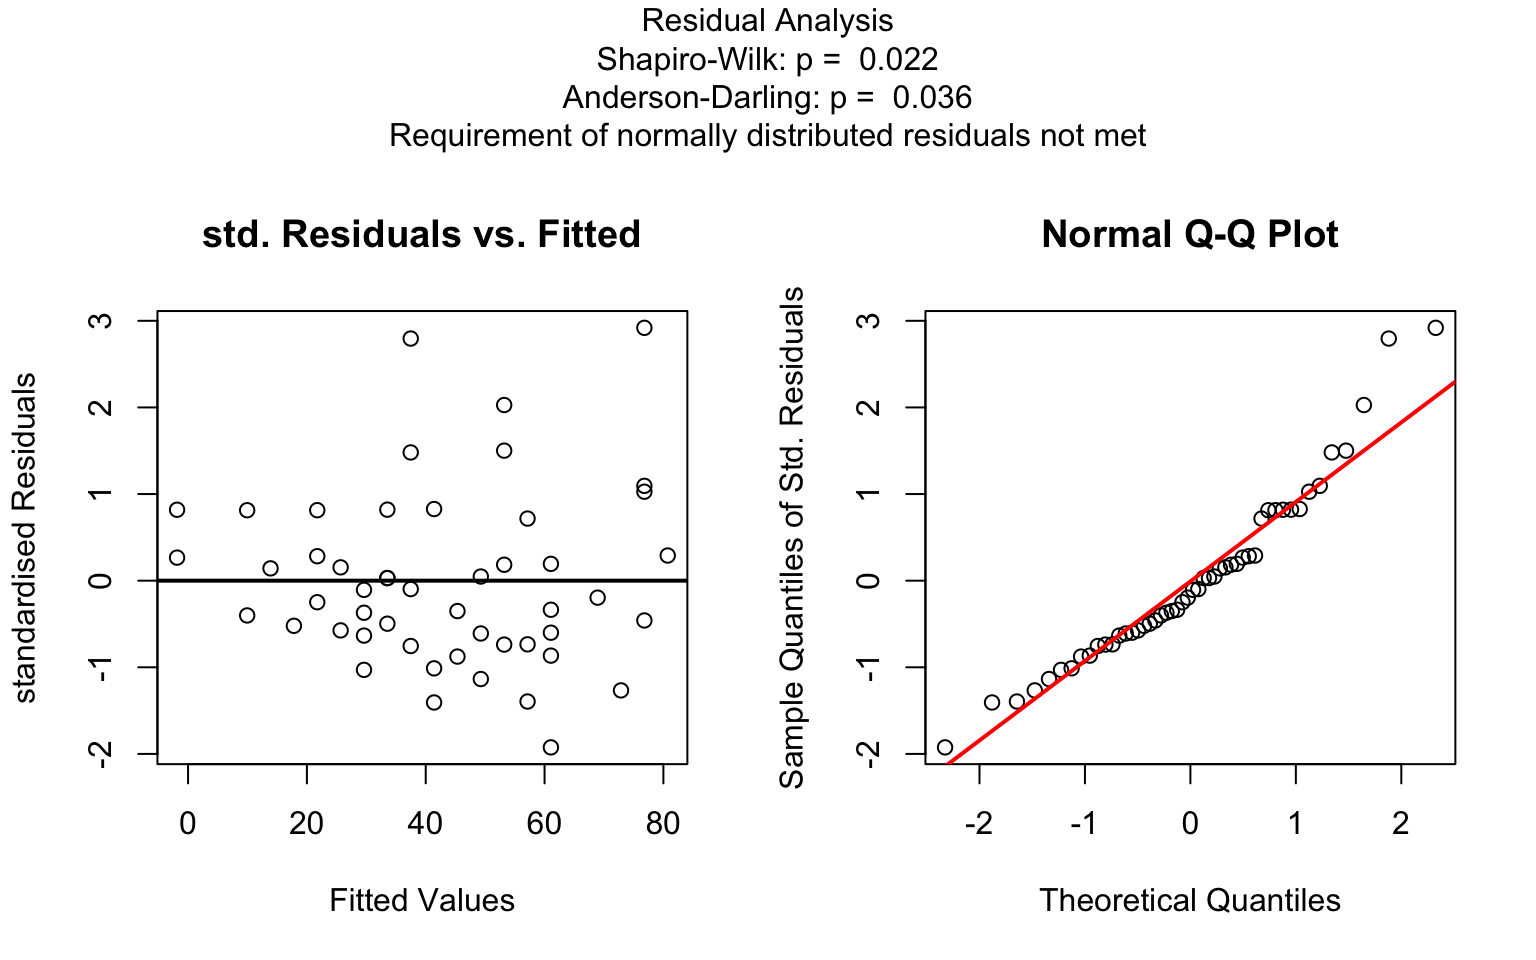 Residual Analysis
Shapiro-Wilk: p =  0.022
Anderson-Darling: p =  0.036
Requirement of normally distributed residuals not met
std. Residuals vs. Fitted
standardised Residuals
3
2
1
0
-1
-2
0 20 40 60 80
Fitted Values
Normal Q-Q Plot
Sample Quantiles of Std. Residuals
3
2
1
0
-1
-2
-2 -1 0 1 2
Theoretical Quantiles